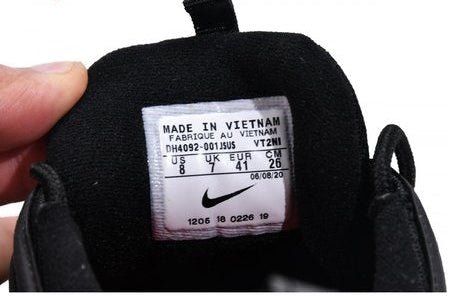 MADE IN VIETNAM
FABRIQUE AU VIETNAM
DH4092-001JSUS VT2N1
US UK EUR CM
8 7 41 26
06/08/20
1206 18 0226 19